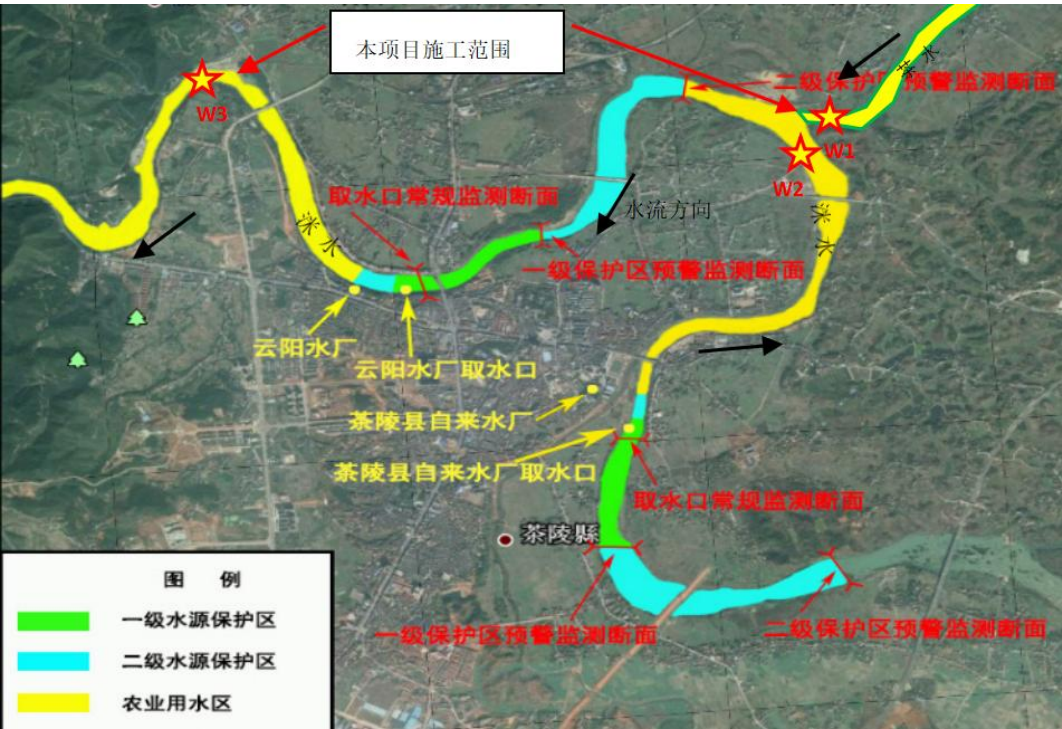 本项目施工范围
茶水
二级保护区预警监测断面
W3
W1
W2
取水口常规监测断面
水流方向
洣水
洣水
一级保护区预警监测断面
云阳水厂
云阳水厂取水口
茶陵县自来水厂
茶陵县自来水厂取水口
取水口常规监测断面
茶陵縣
一级保护区预警监测断面
二级保护区预警监测断面
图 例
一级水源保护区
二级水源保护区
农业用水区